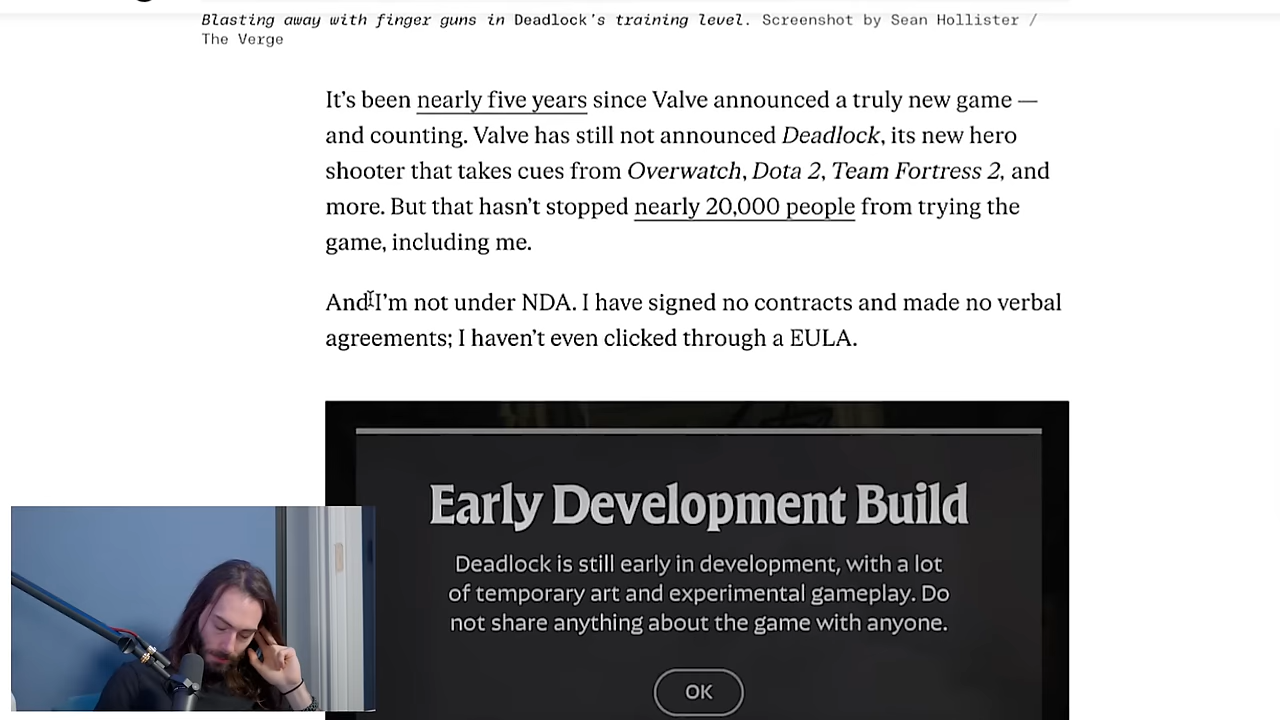 Blasting away with finger guns in Deadlock's training level. Screenshot by Sean Hollister /
The Verge
It's been nearly five years since Valve announced a truly new game —
and counting. Valve has still not announced Deadlock, its new hero
shooter that takes cues from Overwatch, Dota 2, Team Fortress 2, and
more. But that hasn't stopped nearly 20,000 people from trying the
game, including me.
And I'm not under NDA. I have signed no contracts and made no verbal
agreements; I haven't even clicked through a EULA.
Early Development Build
Deadlock is still early in development, with a lot
of temporary art and experimental gameplay. Do
not share anything about the game with anyone.
OK